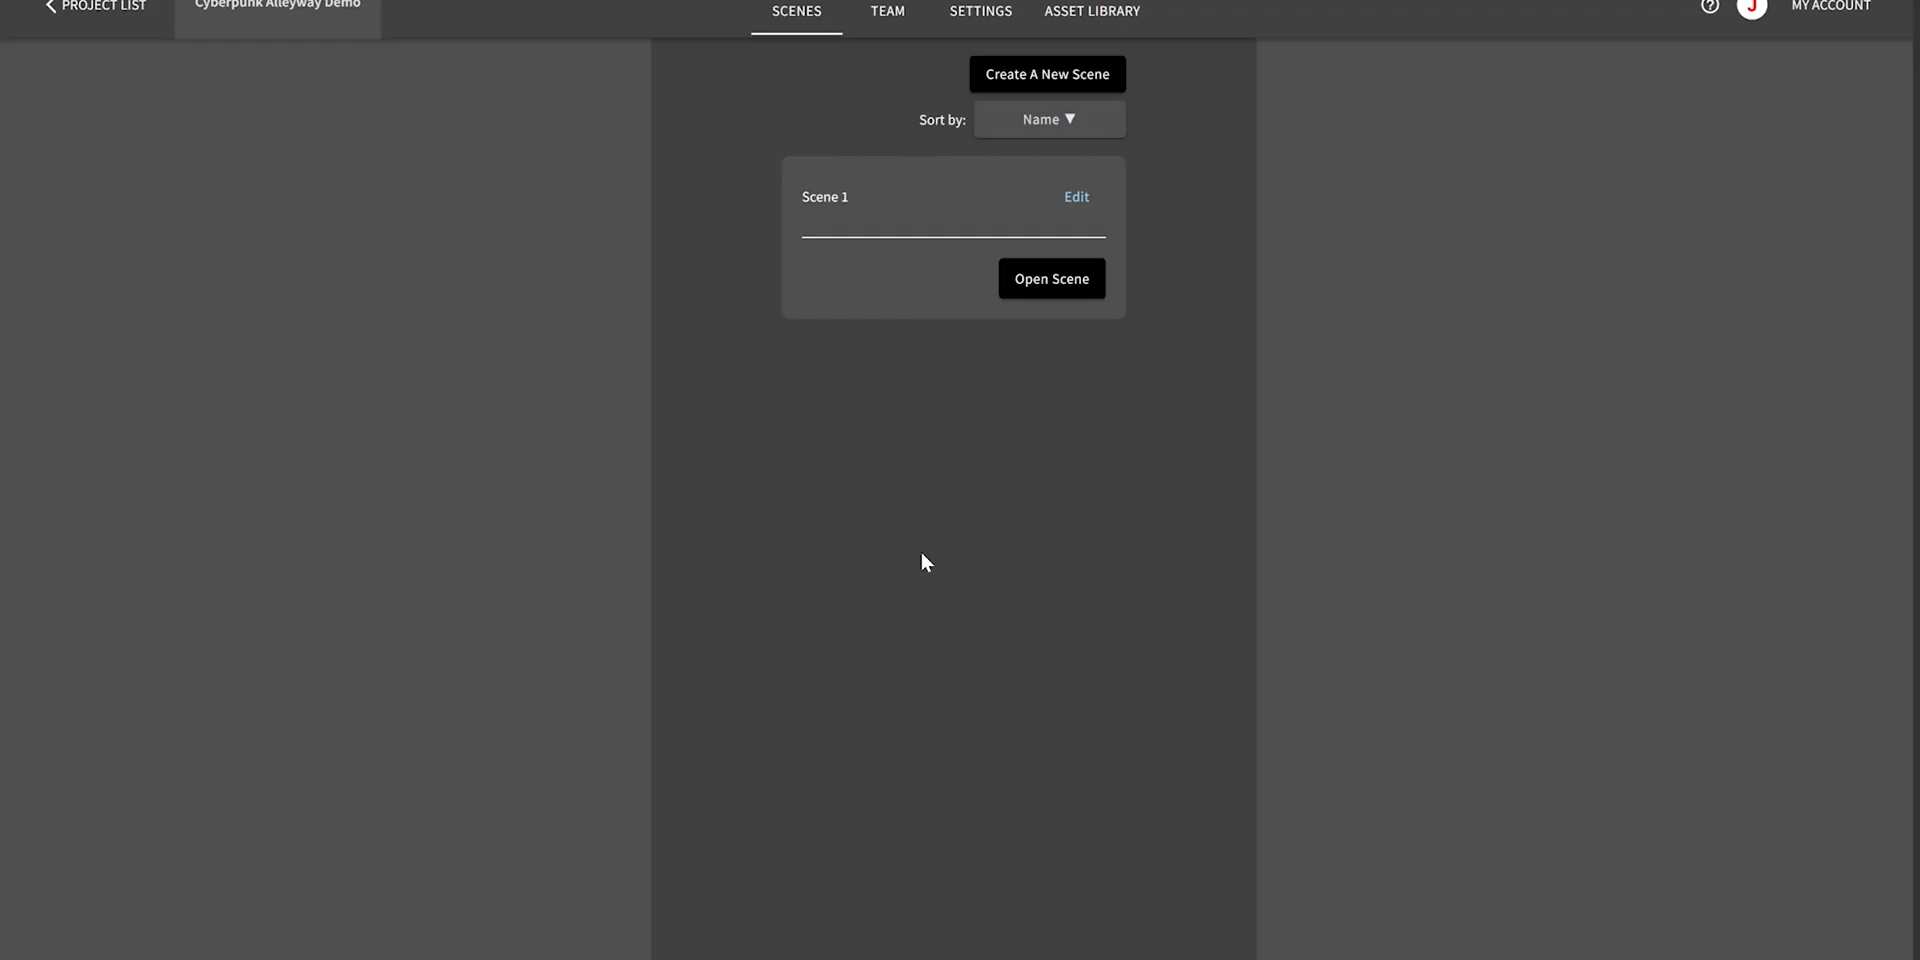 PROJECT LIST
Cyberpunk Alleyway Demo
SCENES
TEAM
SETTINGS
ASSET LIBRARY
J
MY ACCOUNT
Create A New Scene
Sort by:
Name ▼
Scene 1
Edit
Open Scene